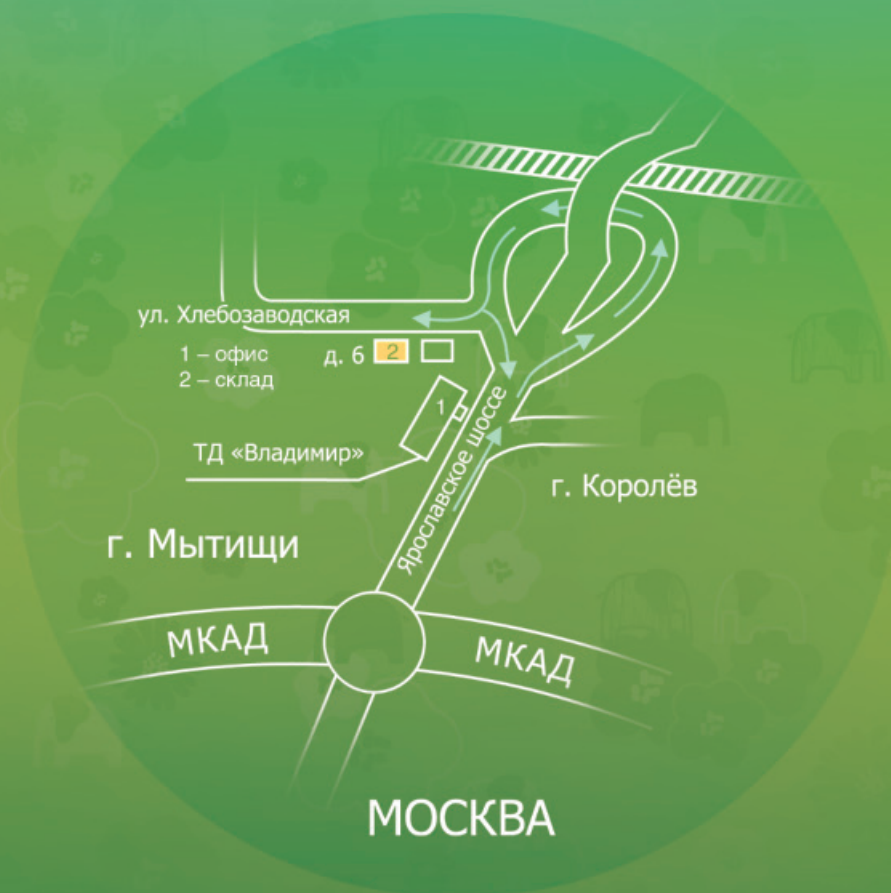 ул. Хлебозаводская
1 – офис
д. 6
2
2 – склад
1
ТД «Владимир»
Ярославское шоссе
г. Королёв
г. Мытищи
МКАД
МКАД
МОСКВА